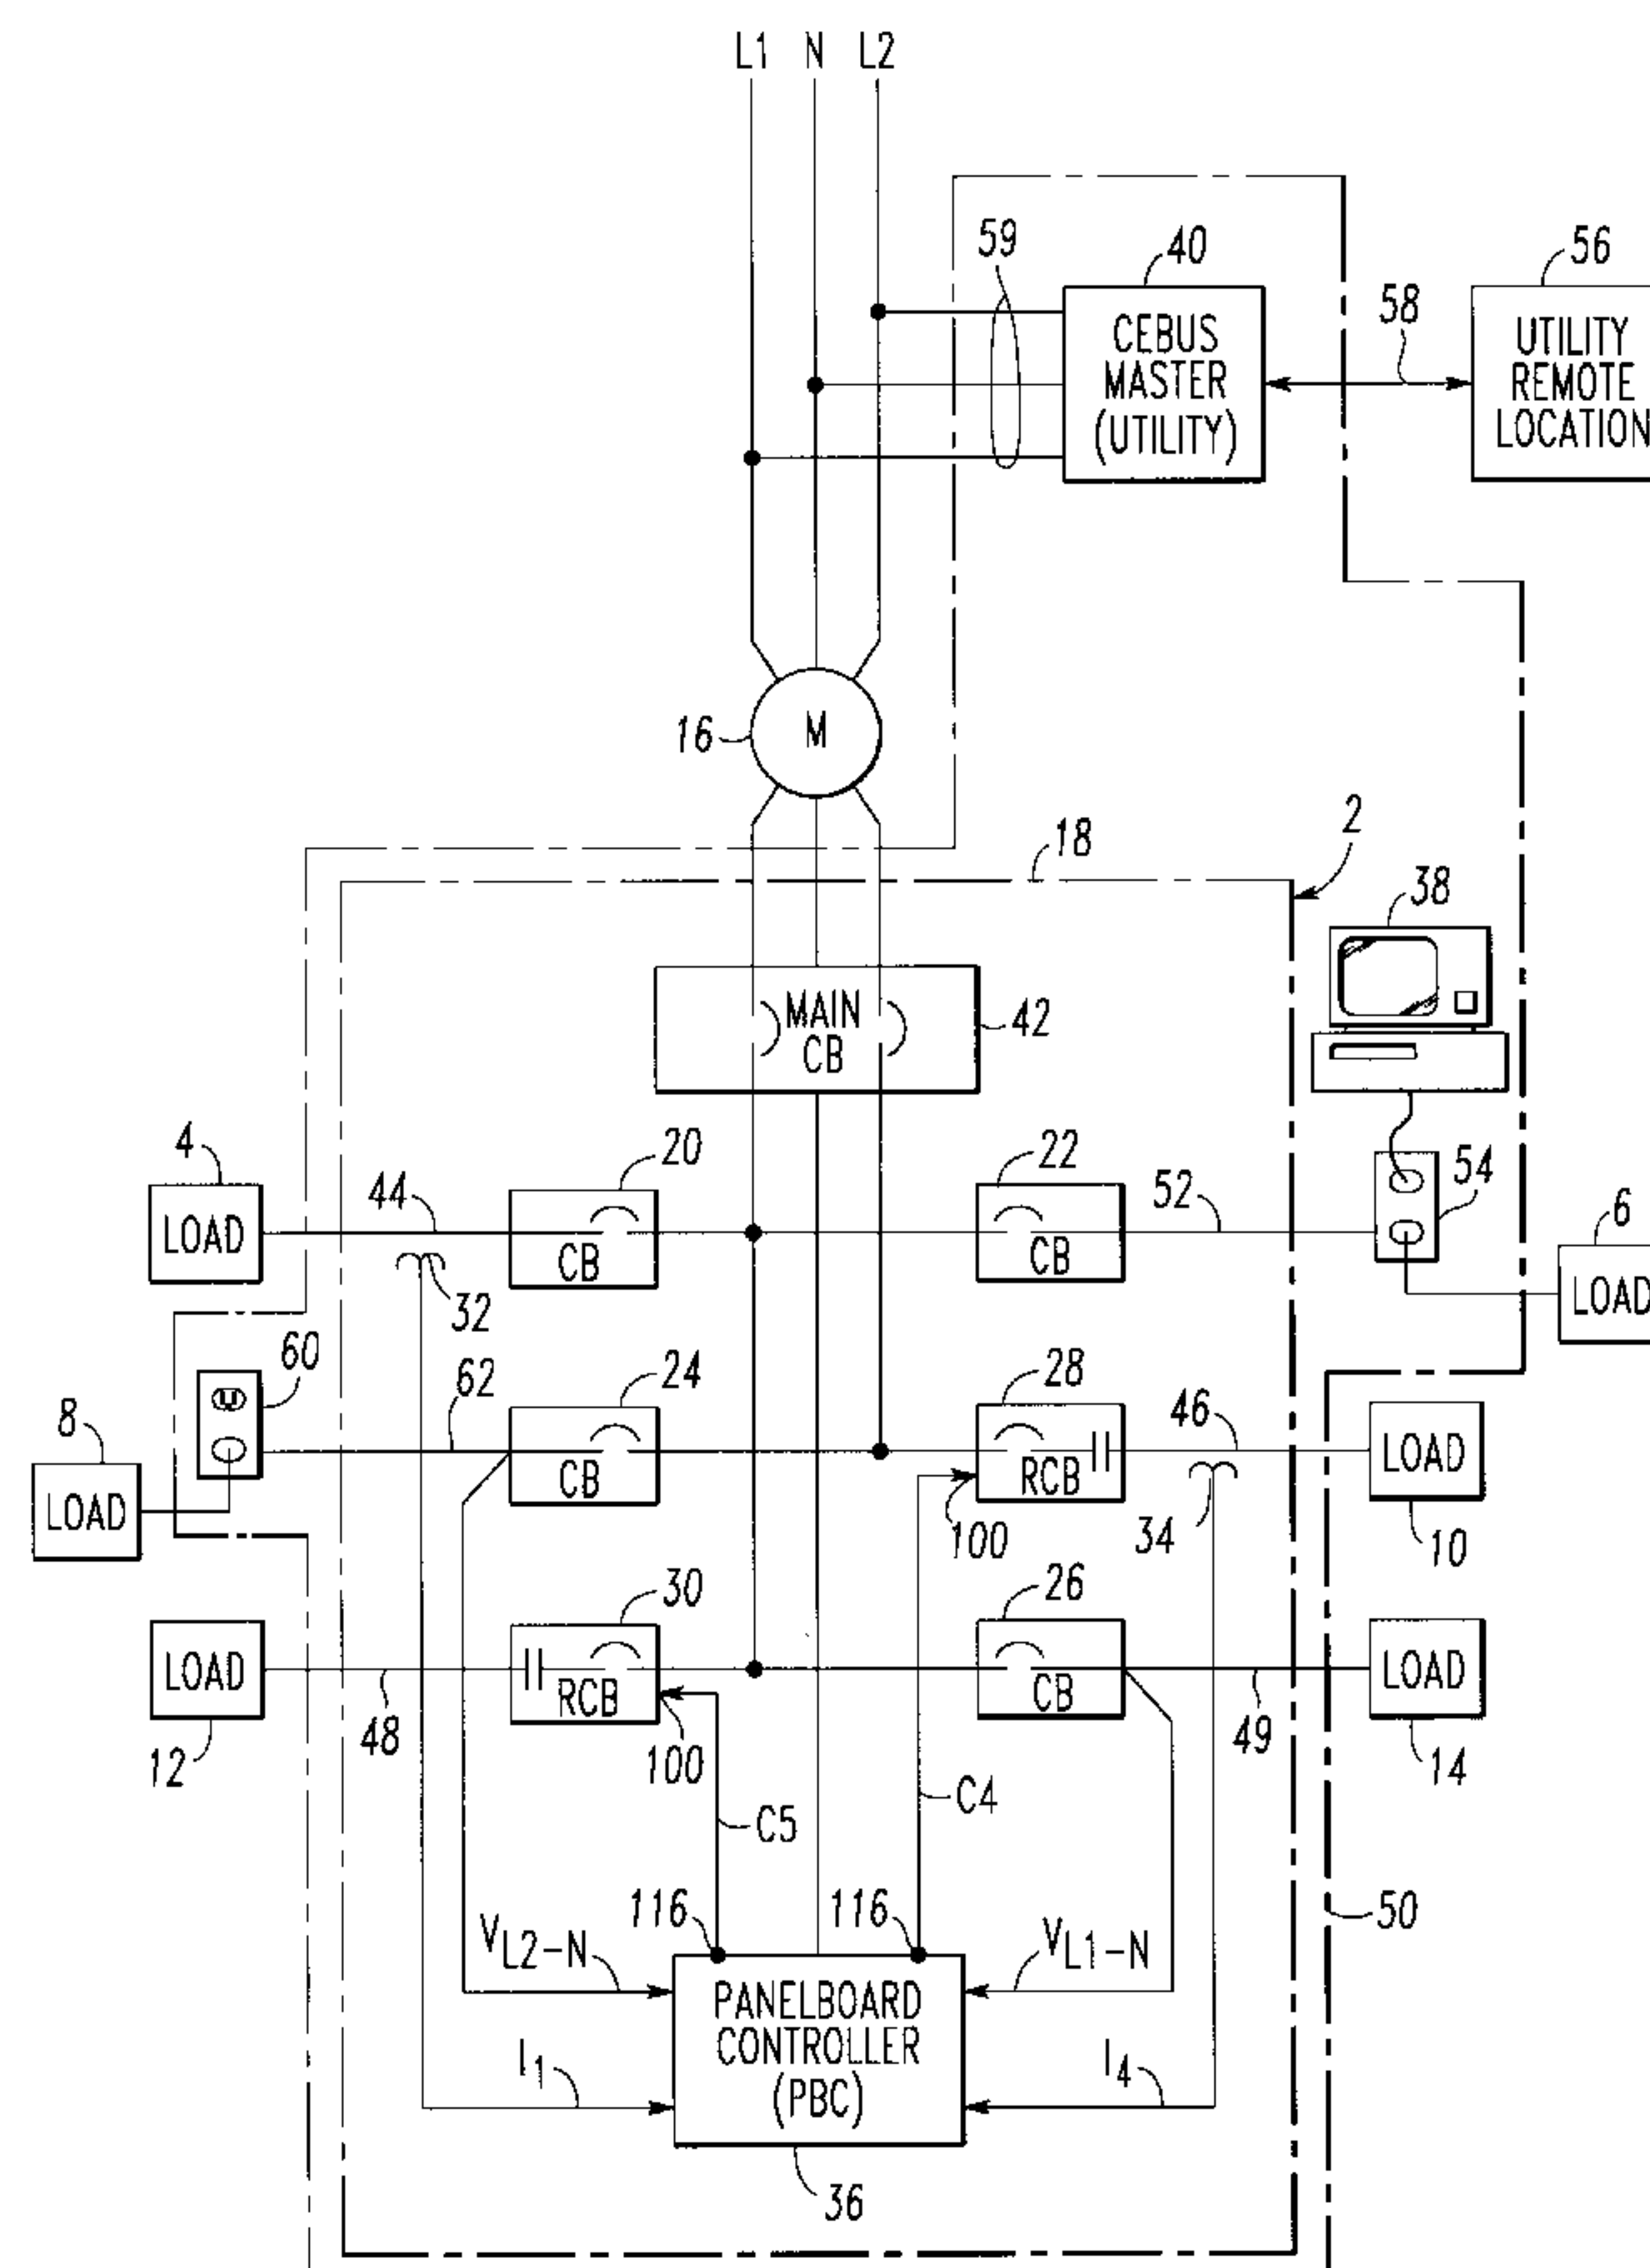 L1 N L2
59
40
56
58
CEBUS
MASTER
(UTILITY)
UTILITY
REMOTE
LOCATION
16
M
18
2
38
MAIN
CB
42
4
20
22
44
52
54
6
LOAD
CB
CB
LOAD
32
60
62
24
28
46
8
LOAD
CB
RCB
LOAD
100
34
10
30
26
LOAD
RCB
CB
LOAD
12
48
100
49
14
C5
C4
116
116
50
VL2-N
VL1-N
PANELBOARD
CONTROLLER
(PBC)
I1
I4
36